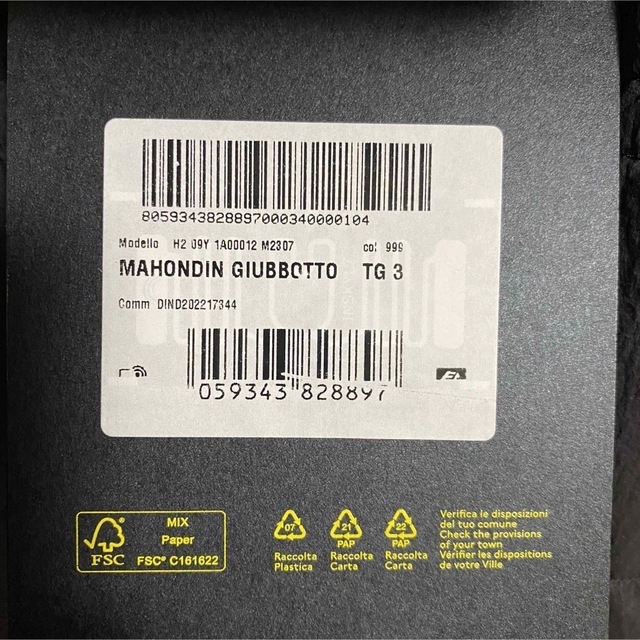 8059343828897000340000104
Modello H2 09Y 1A00012 M2307 col 999
MAHONDIN GIUBBOTTO TG 3
Comm DIND202217344
059343 828897
FSC
MIX
Paper
FSC® C161622
07
Raccolta
Plastica
21
PAP
Raccolta
Carta
22
PAP
Raccolta
Carta
Verifica le disposizioni
del tuo comune
Check the provisions
of your town
Vérifier les dispositions
de votre Ville